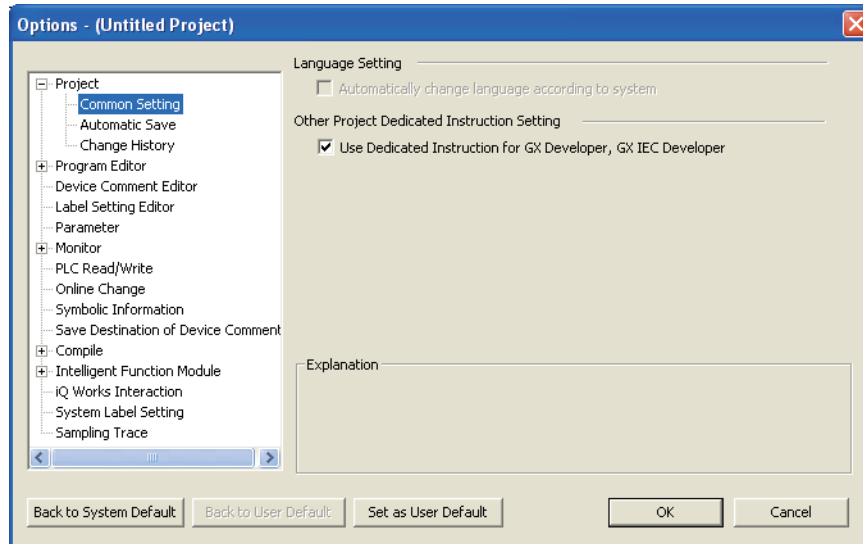 Options - (Untitled Project)
Project
Common Setting
Automatic Save
Change History
Program Editor
Device Comment Editor
Label Setting Editor
Parameter
Monitor
PLC Read/Write
Online Change
Symbolic Information
Save Destination of Device Comment
Compile
Intelligent Function Module
iQ Works Interaction
System Label Setting
Sampling Trace
Language Setting
Automatically change language according to system
Other Project Dedicated Instruction Setting
Use Dedicated Instruction for GX Developer, GX IEC Developer
Explanation
Back to System Default Back to User Default Set as User Default OK Cancel